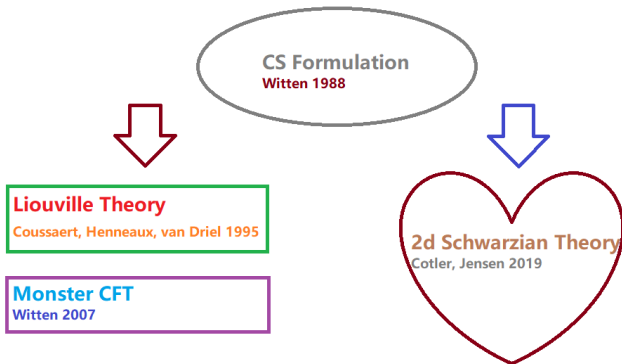 CS Formulation
Witten 1988
Liouville Theory
Coussaert, Henneaux, van Driel 1995
Monster CFT
Witten 2007
2d Schwarzian Theory
Cotler, Jensen 2019